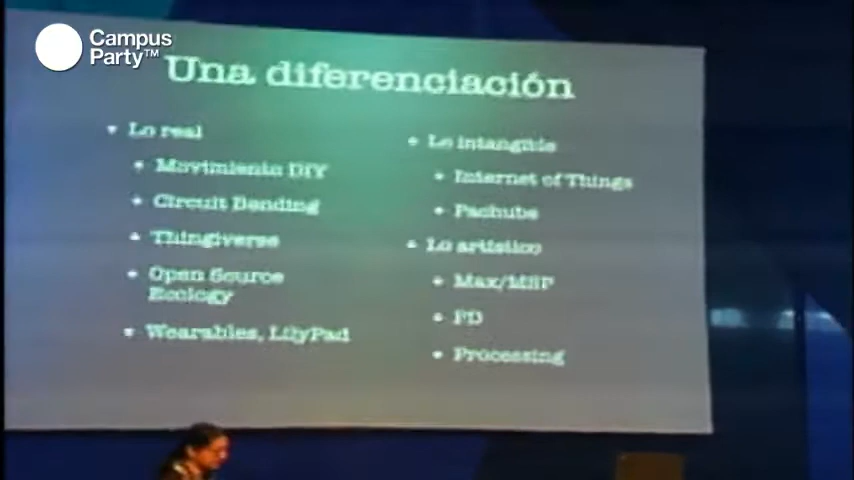 Campus
Party™
Una diferenciación
Lo real
Movimiento DIY
Circuit Bending
Thingiverse
Open Source
Ecology
Wearables, LilyPad
Lo intangible
Internet of Things
Pachube
Lo artístico
Max/MSP
PD
Processing